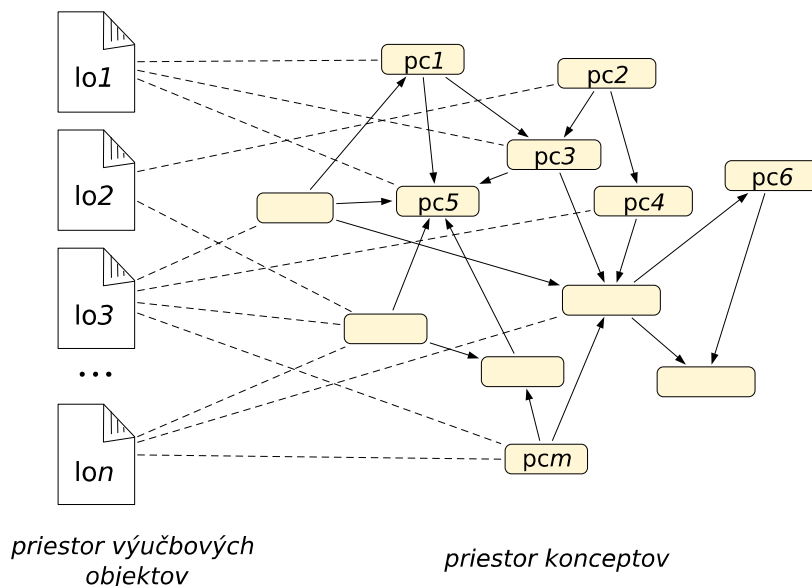 lo1
pc1
pc2
lo2
pc3
pc5
pc4
pc6
lo3
...
lon
pcm
priestor výučbových
objektov
priestor konceptov